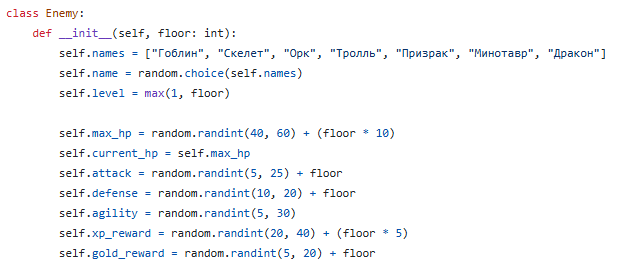 class Enemy:
    def __init__(self, floor: int):
        self.names = ["Гоблин", "Скелет", "Орк", "Тролль", "Призрак", "Минотавр", "Дракон"]
        self.name = random.choice(self.names)
        self.level = max(1, floor)

        self.max_hp = random.randint(40, 60) + (floor * 10)
        self.current_hp = self.max_hp
        self.attack = random.randint(5, 25) + floor
        self.defense = random.randint(10, 20) + floor
        self.agility = random.randint(5, 30)
        self.xp_reward = random.randint(20, 40) + (floor * 5)
        self.gold_reward = random.randint(5, 20) + floor